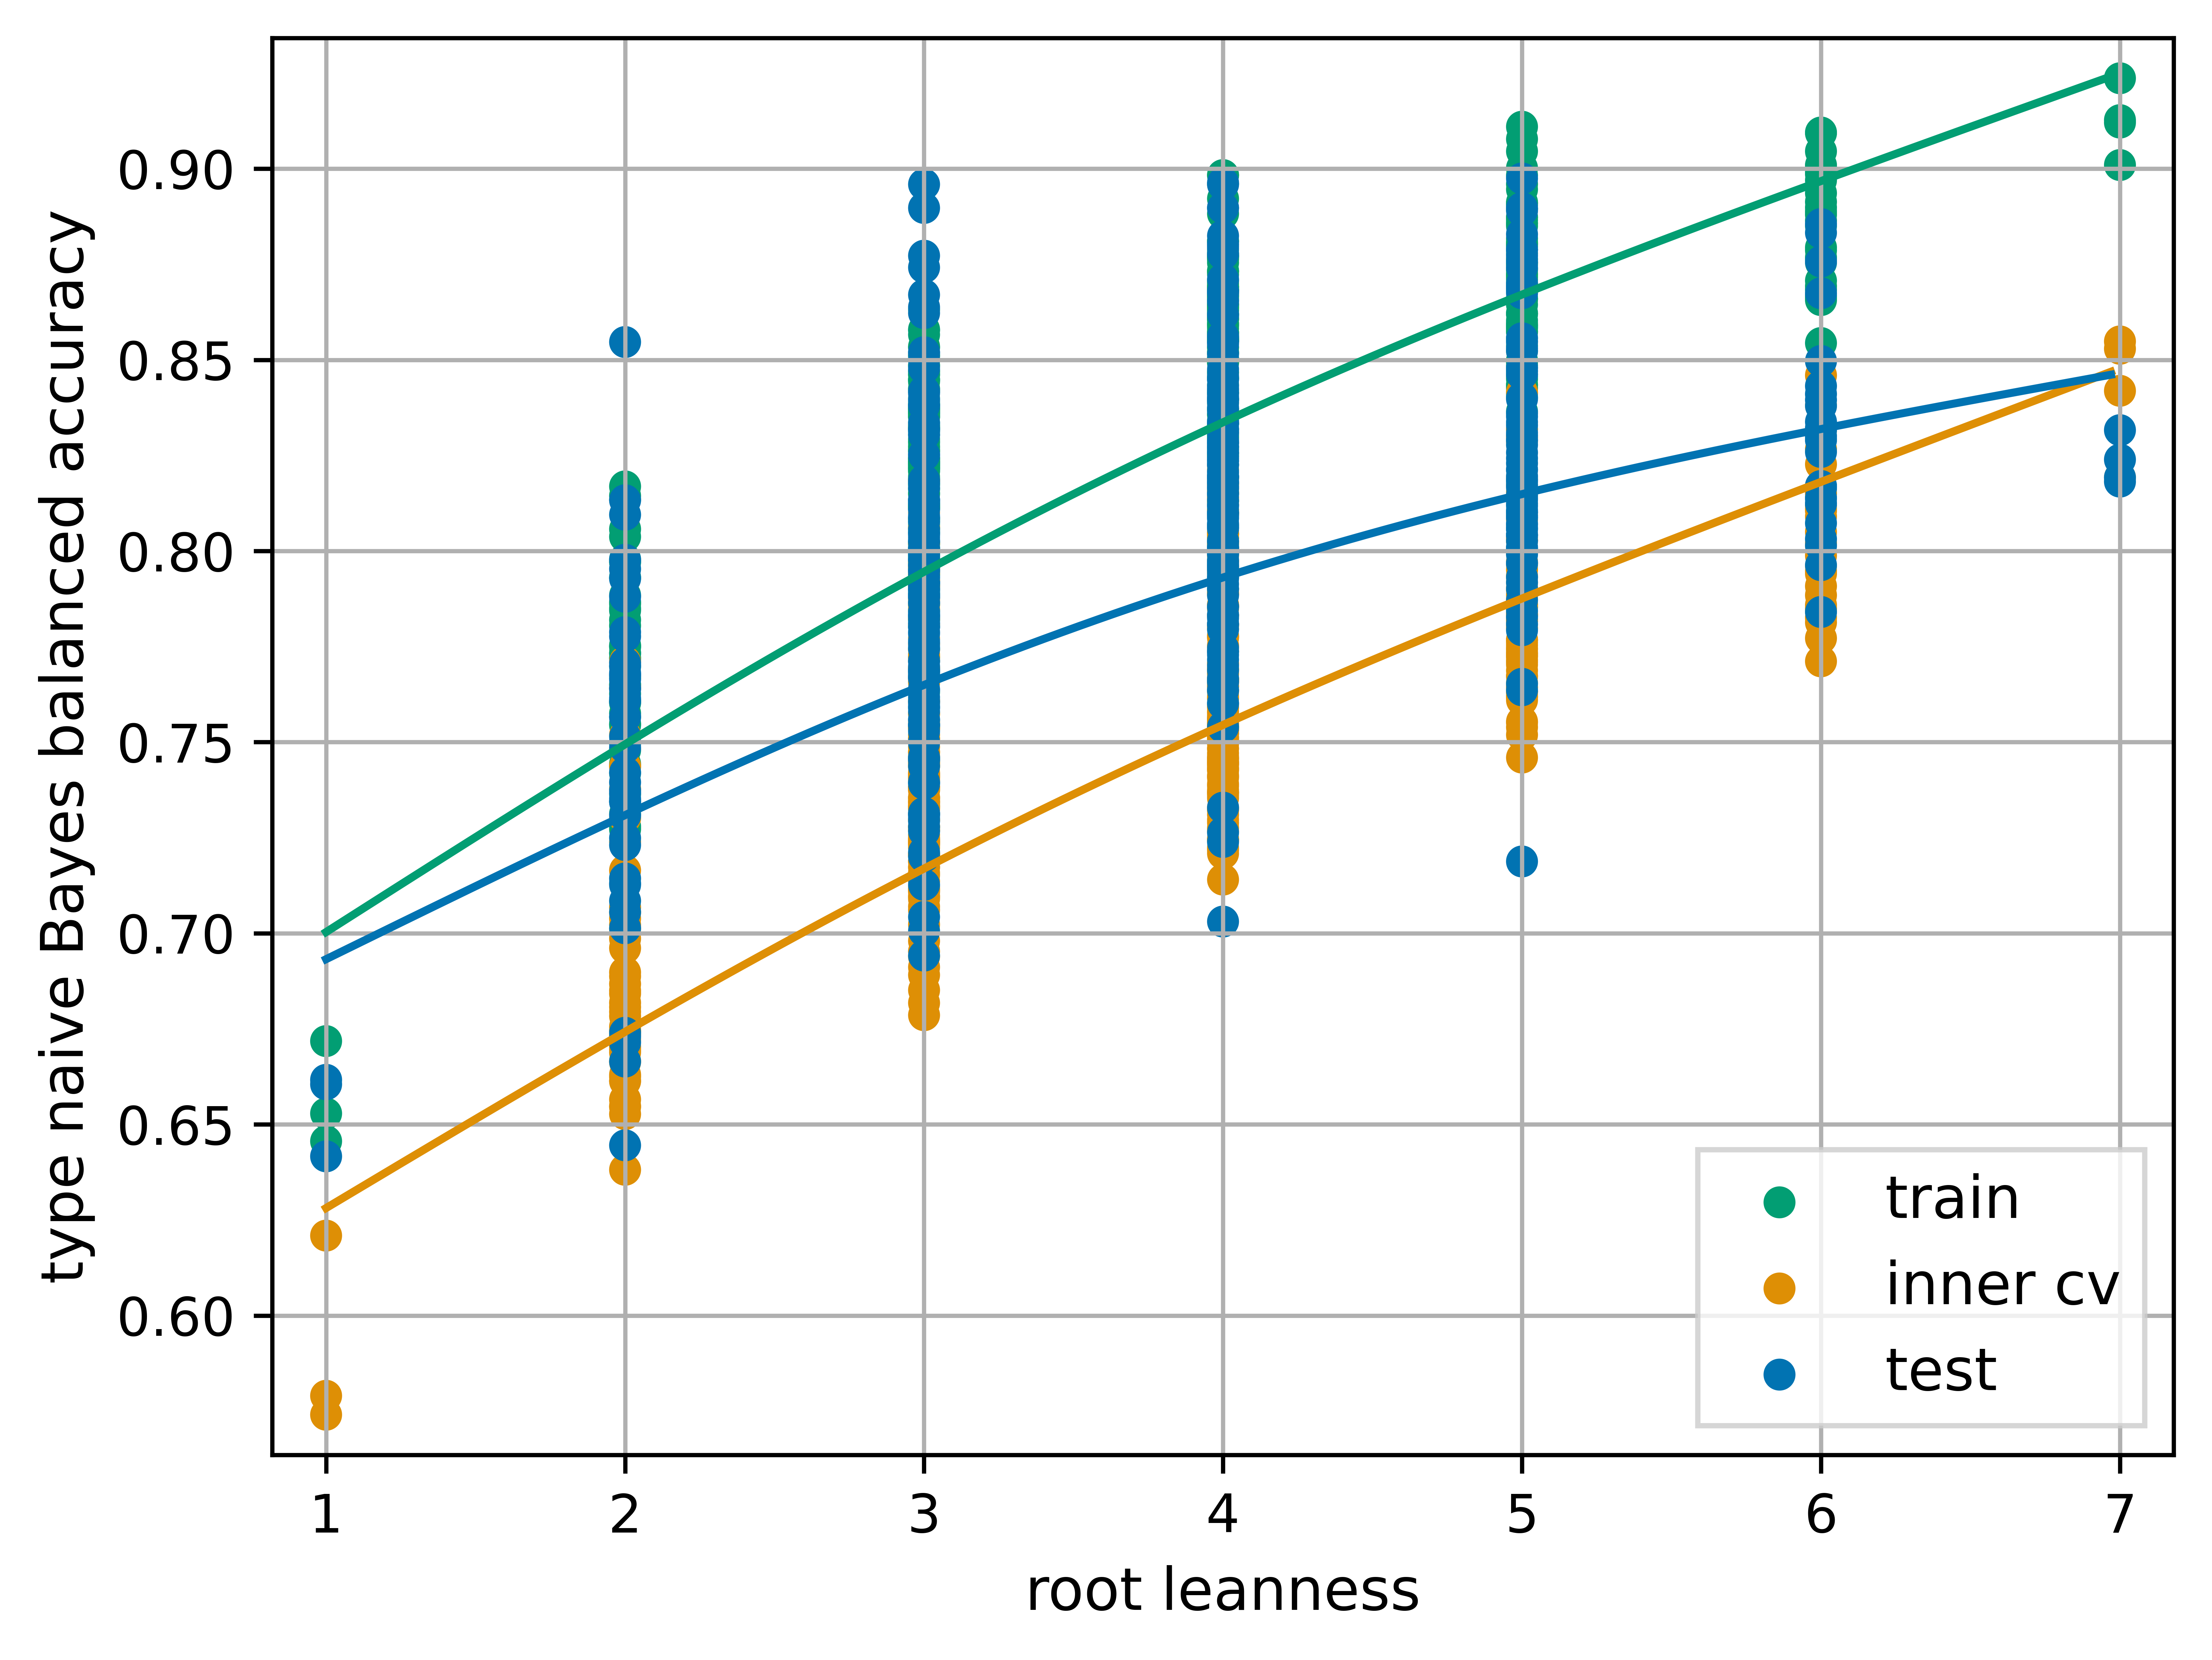 type naive Bayes balanced accuracy
0.90
0.85
0.80
0.75
0.70
0.65
0.60
1 2 3 4 5 6 7
root leanness
train
inner cv
test